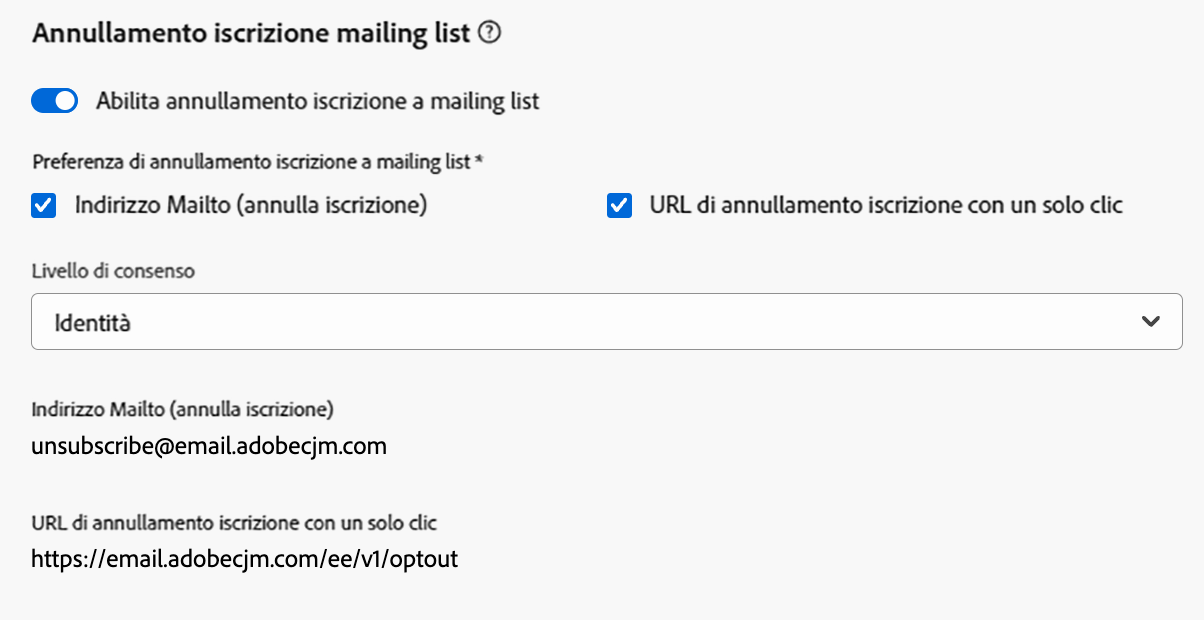 Annullamento iscrizione mailing list ?
Abilita annullamento iscrizione a mailing list
Preferenza di annullamento iscrizione a mailing list *
Indirizzo Mailto (annulla iscrizione) URL di annullamento iscrizione con un solo clic
Livello di consenso
Identità
Indirizzo Mailto (annulla iscrizione)
unsubscribe@email.adobecjm.com
URL di annullamento iscrizione con un solo clic
https://email.adobecjm.com/ee/v1/optout